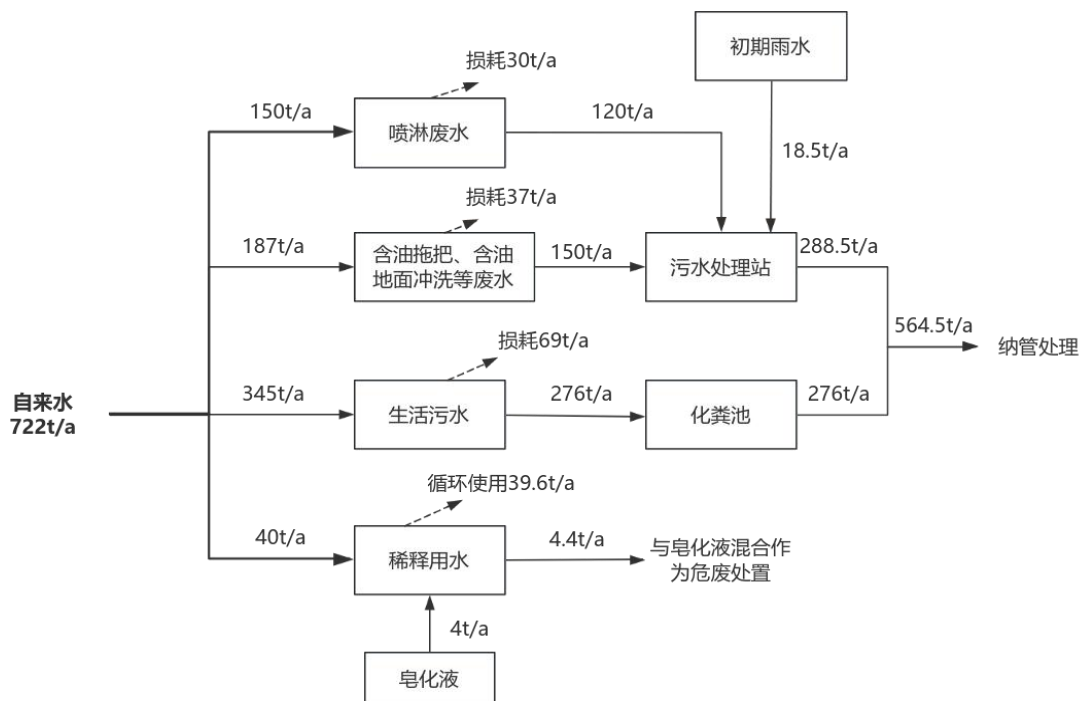 初期雨水
损耗30t/a
150t/a
喷淋废水
120t/a
18.5t/a
损耗37t/a
187t/a
含油拖把、含油
地面冲洗等废水
150t/a
污水处理站
288.5t/a
564.5t/a
纳管处理
损耗69t/a
自来水
722t/a
345t/a
生活污水
276t/a
化粪池
276t/a
循环使用39.6t/a
40t/a
稀释用水
4.4t/a
与皂化液混合作
为危废处置
4t/a
皂化液